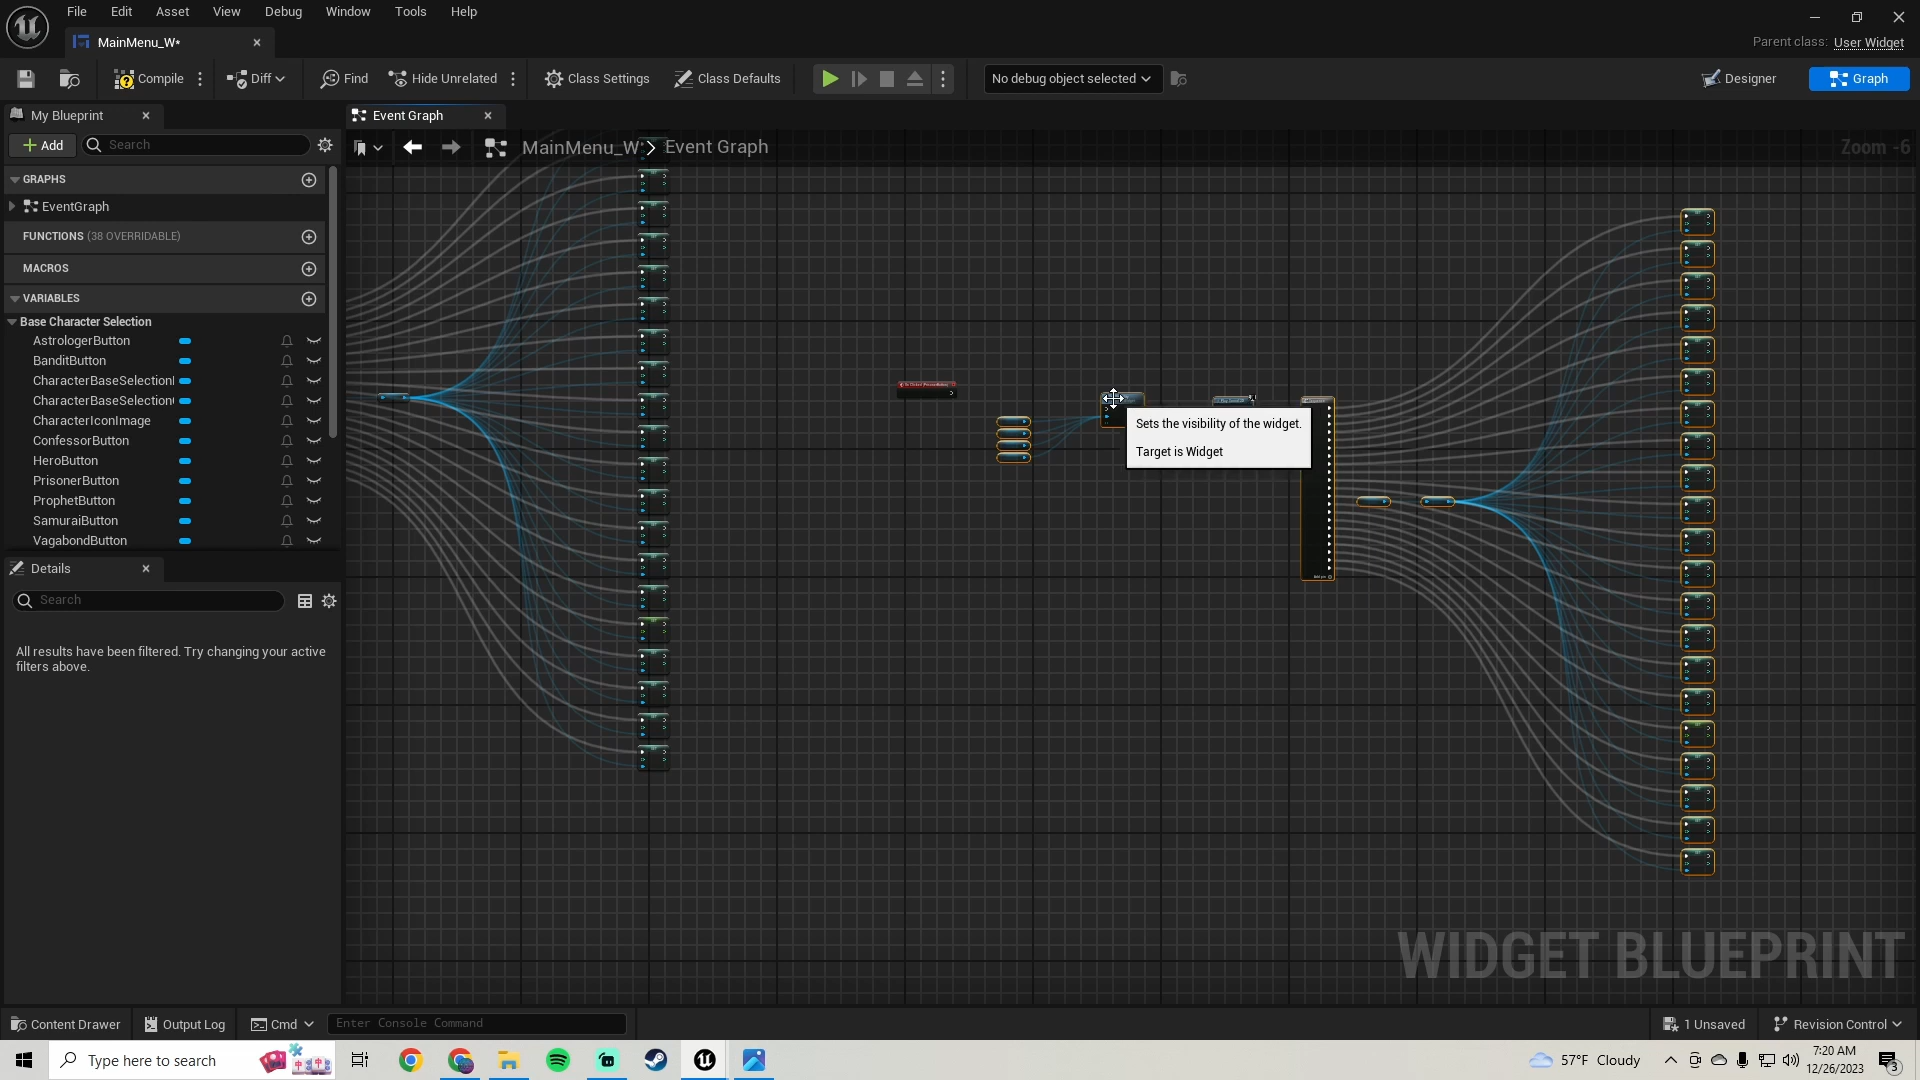 File Edit Asset View Debug Window Tools Help
MainMenu_W*
Parent class: User Widget
Compile Diff Find Hide Unrelated Class Settings Class Defaults No debug object selected Designer Graph
My Blueprint
Event Graph
Add Search
MainMenu_W > Event Graph
Zoom -6
GRAPHS
EventGraph
FUNCTIONS (38 OVERRIDABLE)
MACROS
VARIABLES
Base Character Selection
AstrologerButton
BanditButton
CharacterBaseSelection
CharacterBaseSelection
CharacterIconImage
ConfessorButton
HeroButton
PrisonerButton
ProphetButton
SamuraiButton
VagabondButton
Sets the visibility of the widget.
Target is Widget
Details
Search
All results have been filtered. Try changing your active
filters above.
WIDGET BLUEPRINT
Content Drawer Output Log Cmd Enter Console Command 1 Unsaved Revision Control
Type here to search
57°F Cloudy
7:20 AM
12/26/2023
3